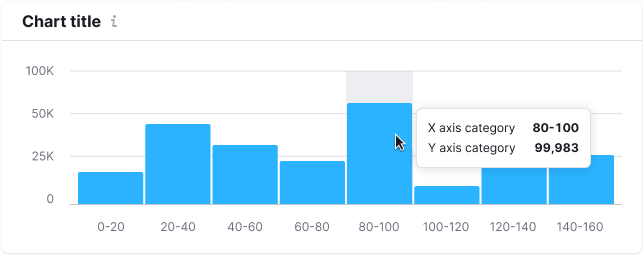 Chart title i
100K
50K
25K
0
X axis category 80-100
Y axis category 99,983
0-20 20-40 40-60 60-80 80-100 100-120 120-140 140-160